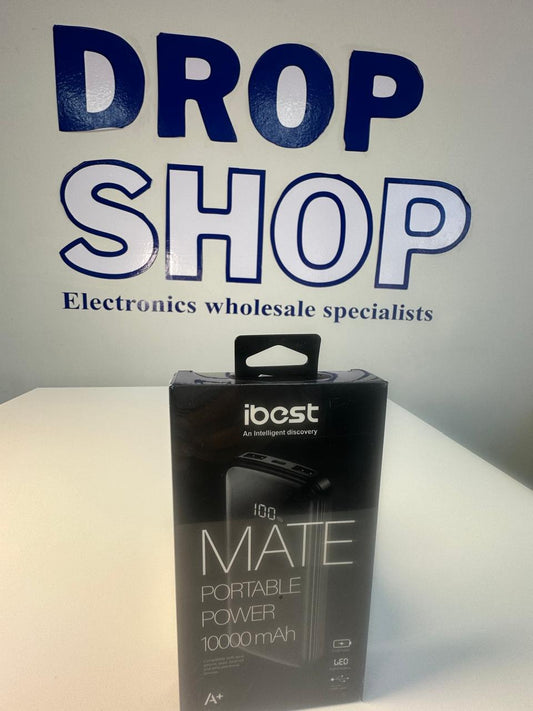 DROP
SHOP
Electronics wholesale specialists
ibest
An intelligent discovery
100%
MATE
PORTABLE
POWER
10000 mAh
LED
A+